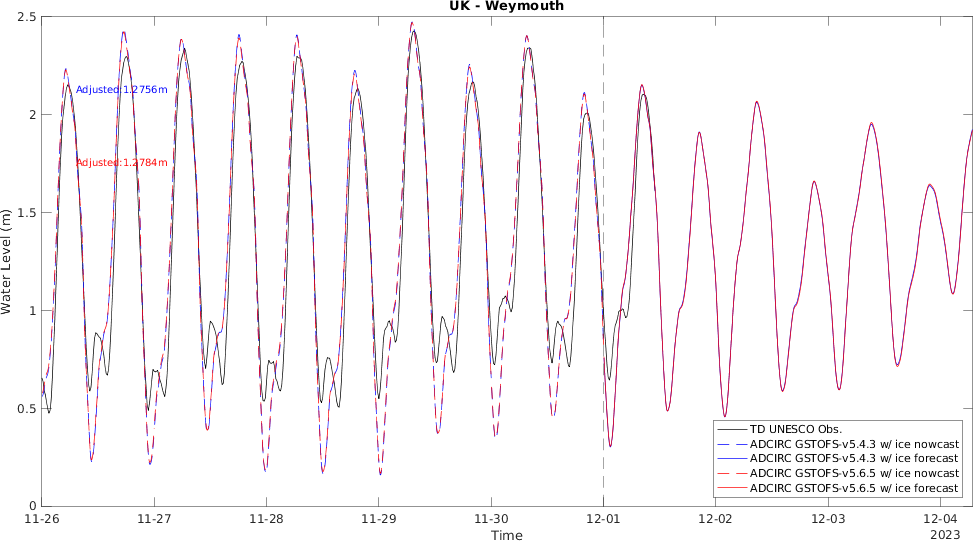 UK - Weymouth
2.5
2
1.5
1
0.5
0
Water Level (m)
Adjusted:1.2756m
Adjusted:1.2784m
TD UNESCO Obs.
ADCIRC GSTOFS-v5.4.3 w/ ice nowcast
ADCIRC GSTOFS-v5.4.3 w/ ice forecast
ADCIRC GSTOFS-v5.6.5 w/ ice nowcast
ADCIRC GSTOFS-v5.6.5 w/ ice forecast
11-26 11-27 11-28 11-29 11-30 12-01 12-02 12-03 12-04
Time
2023